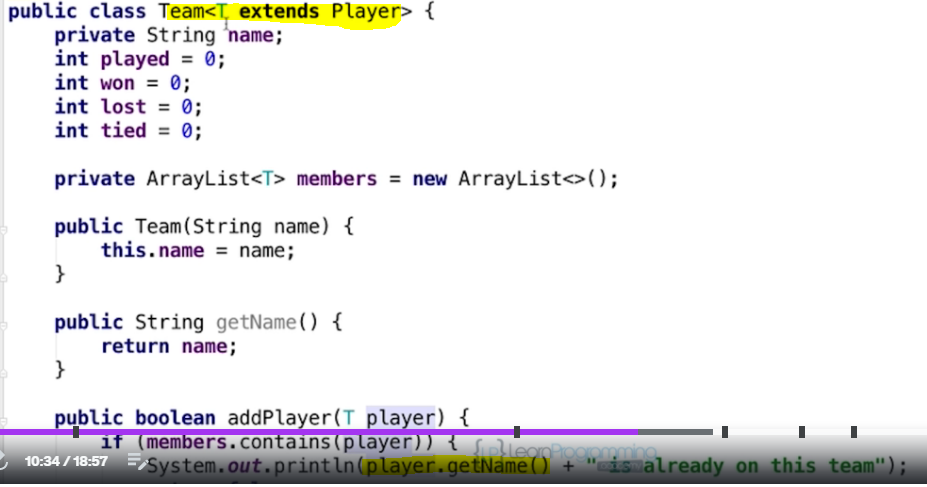 public class Team<T extends Player> {
private String name;
int played = 0;
int won = 0;
int lost = 0;
int tied = 0;
private ArrayList<T> members = new ArrayList<>();
public Team(String name) {
this.name = name;
}
public String getName() {
return name;
}
public boolean addPlayer(T player) {
if (members.contains(player)) {
System.out.println(player.getName() + " is already on this team");
LearnProgramming
10:34 / 18:57